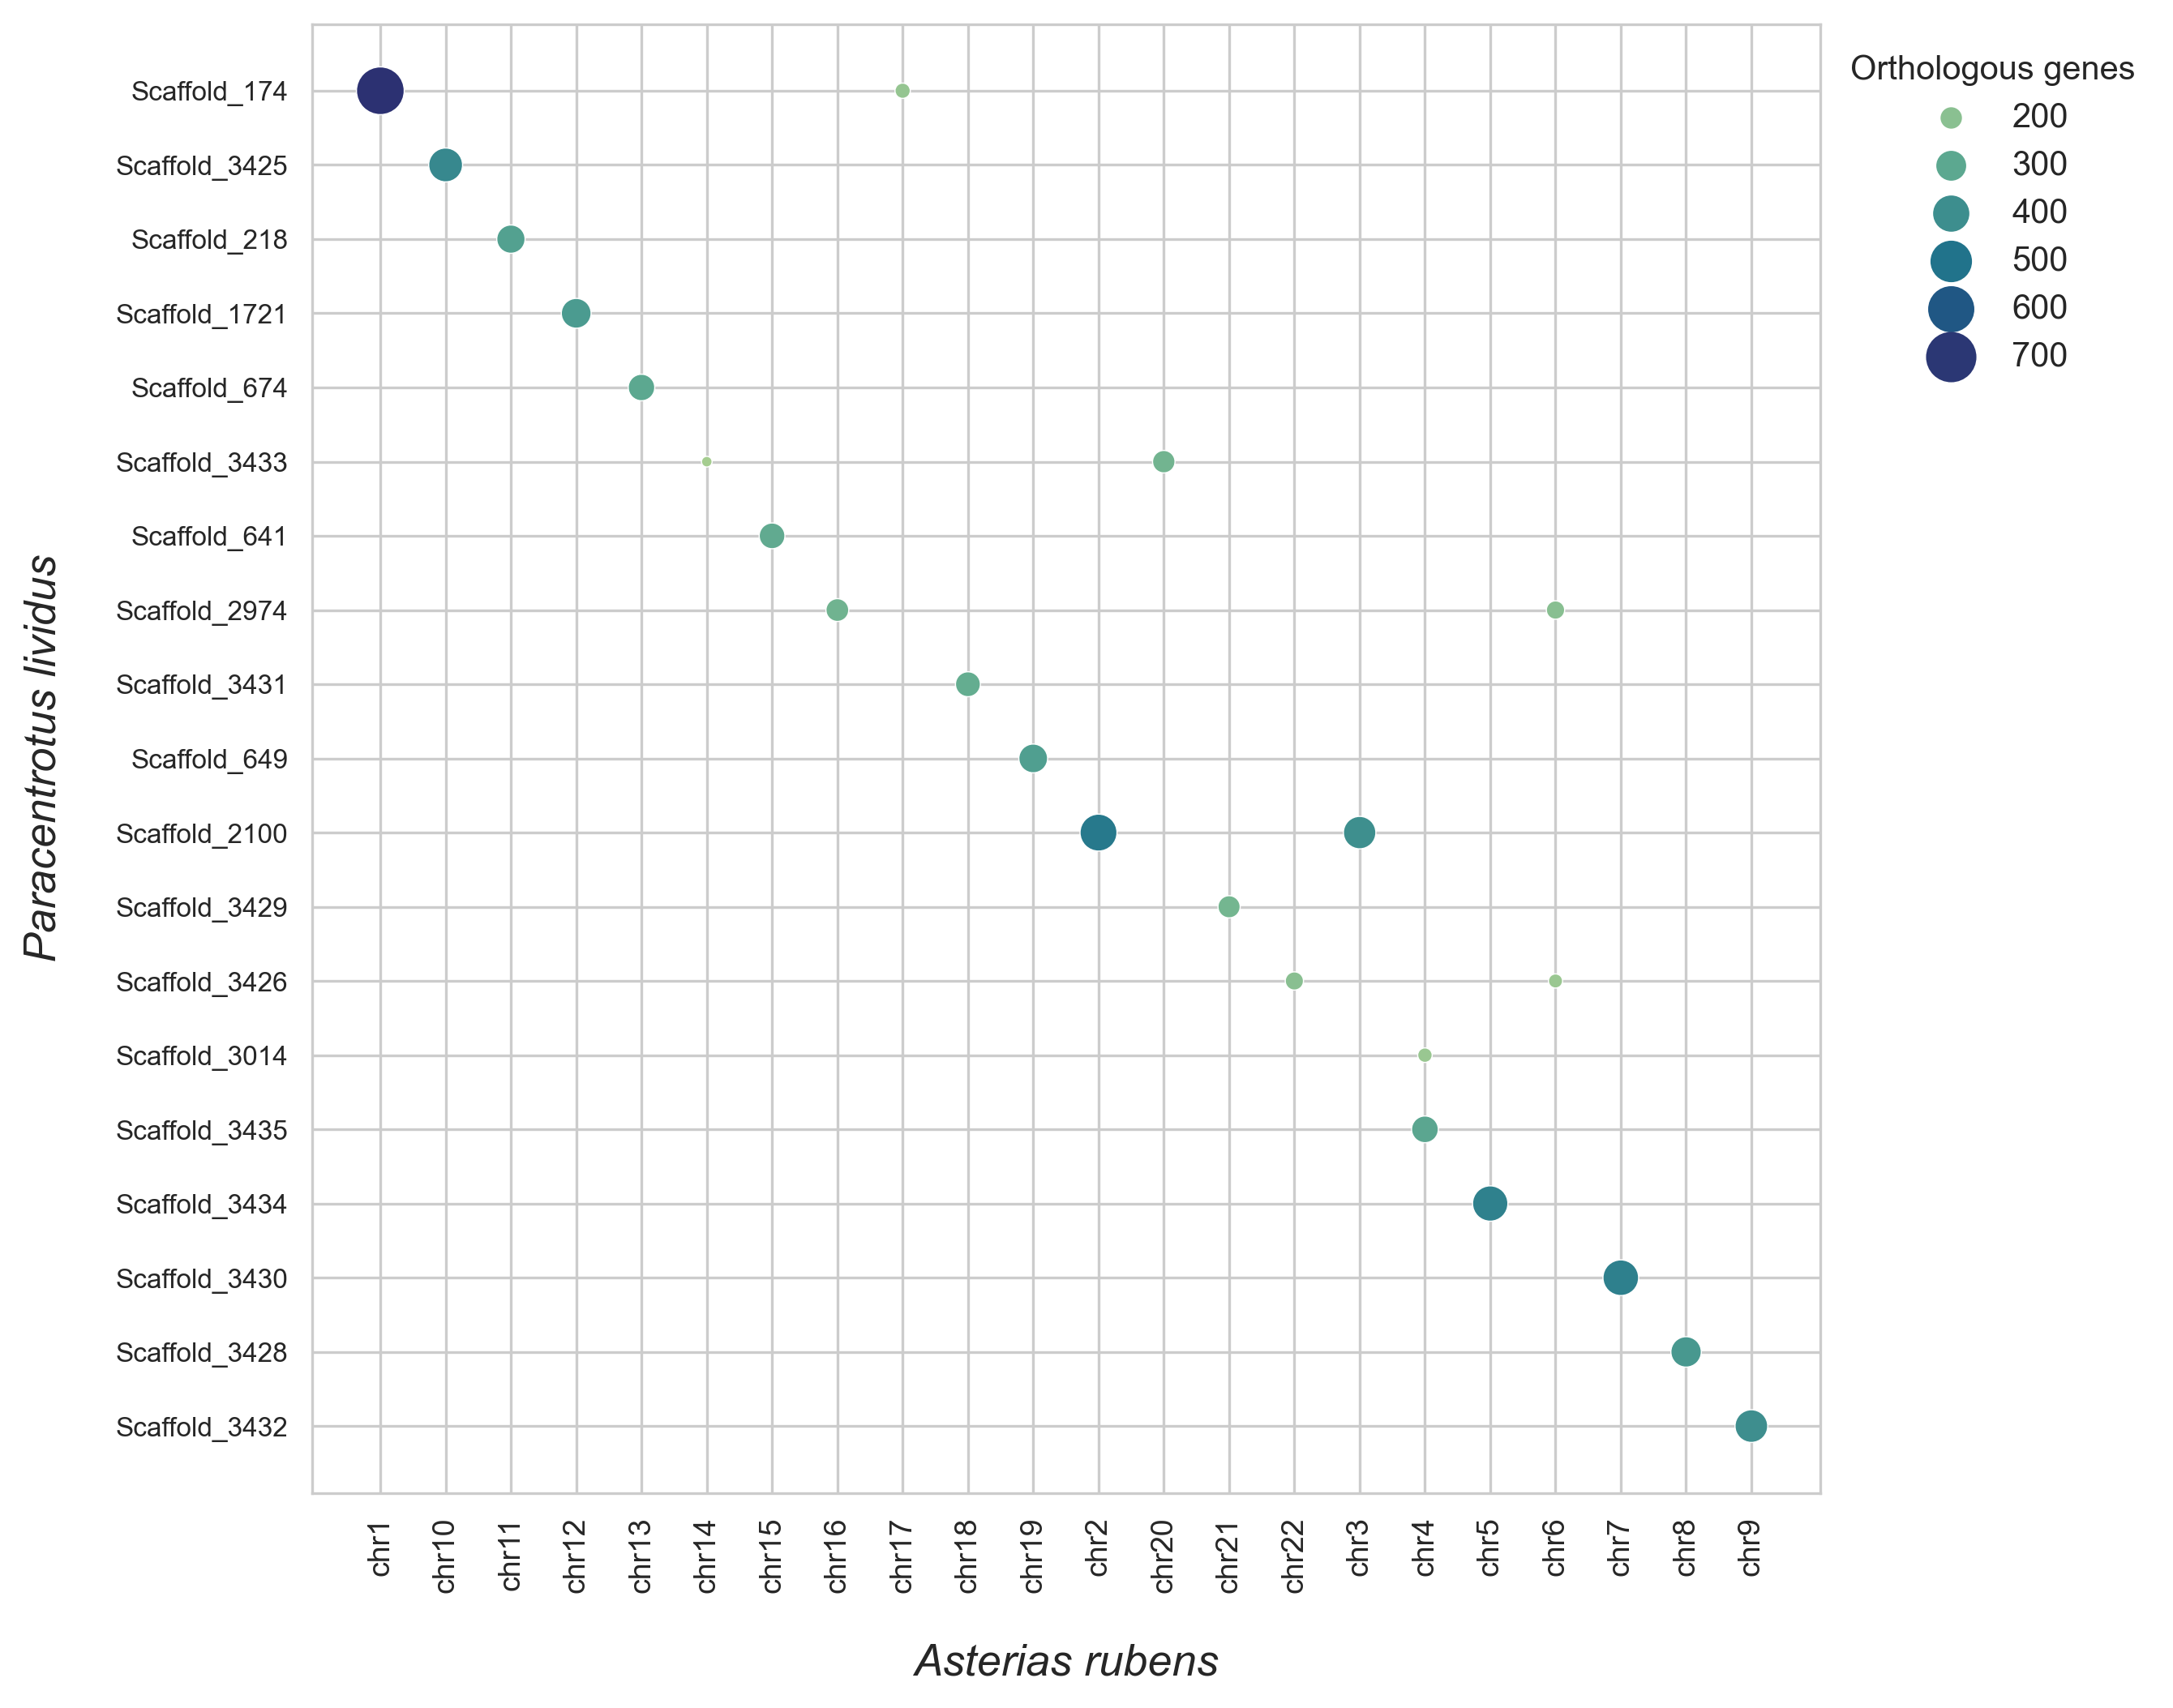 Orthologous genes
200
300
400
500
600
700
Paracentrotus lividus
Scaffold_174
Scaffold_3425
Scaffold_218
Scaffold_1721
Scaffold_674
Scaffold_3433
Scaffold_641
Scaffold_2974
Scaffold_3431
Scaffold_649
Scaffold_2100
Scaffold_3429
Scaffold_3426
Scaffold_3014
Scaffold_3435
Scaffold_3434
Scaffold_3430
Scaffold_3428
Scaffold_3432
chr1
chr10
chr11
chr12
chr13
chr14
chr15
chr16
chr17
chr18
chr19
chr2
chr20
chr21
chr22
chr3
chr4
chr5
chr6
chr7
chr8
chr9
Asterias rubens